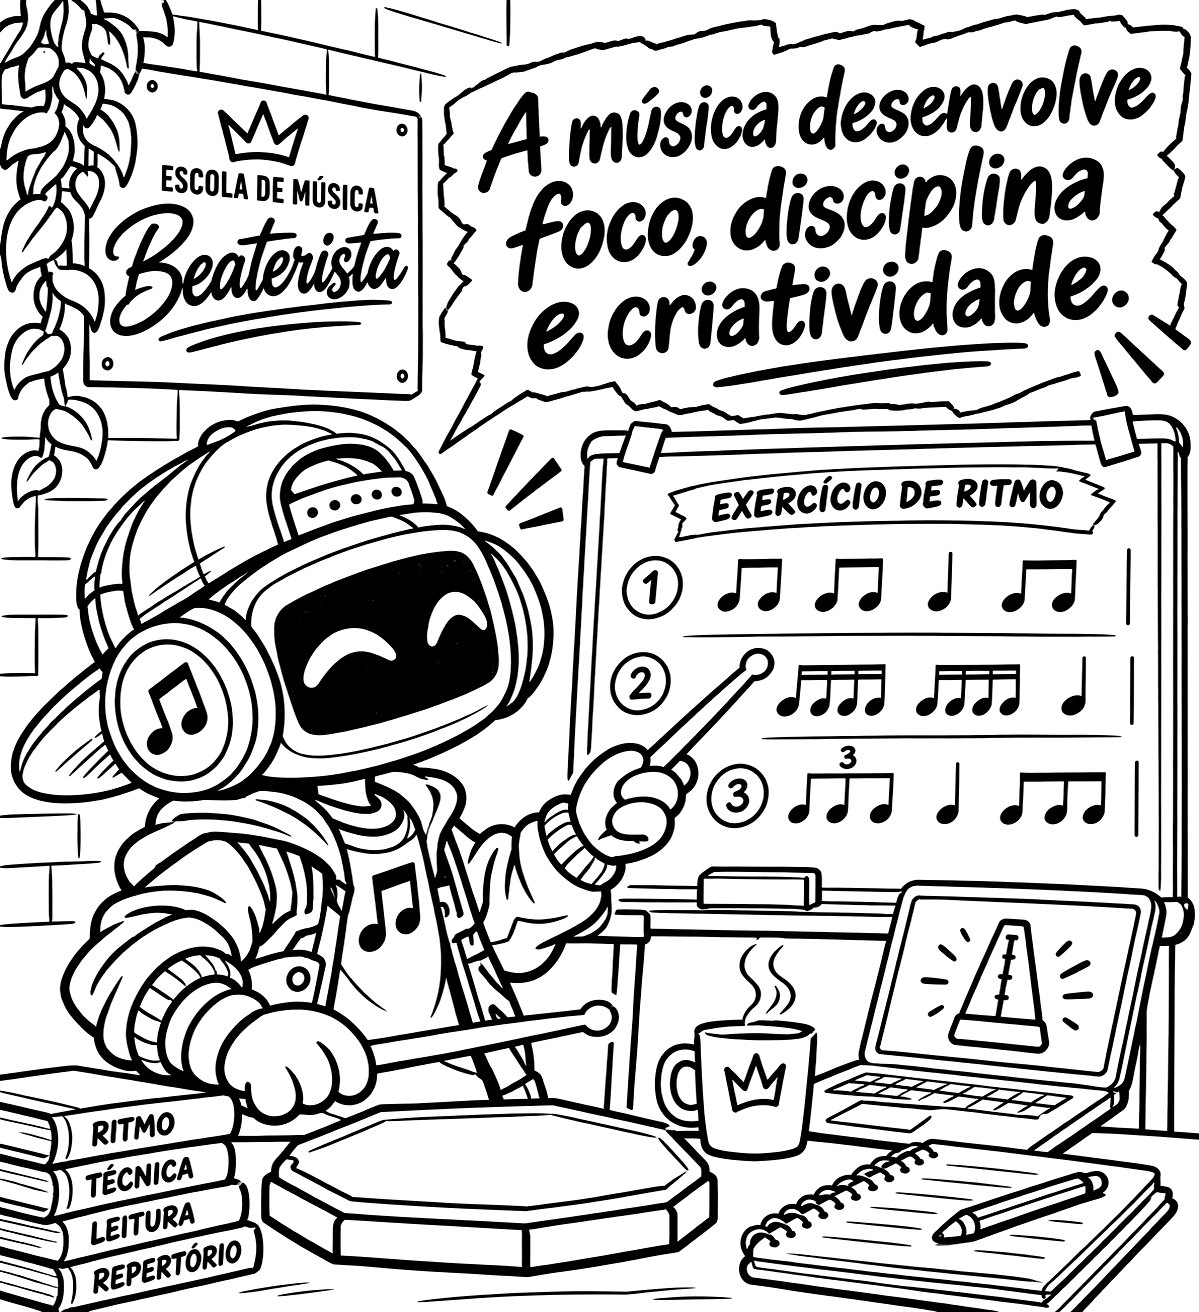 ESCOLA DE MÚSICA
Beaterista
A música desenvolve
foco, disciplina
e criatividade.
EXERCÍCIO DE RITMO
1
2
3
3
RITMO
TÉCNICA
LEITURA
REPERTÓRIO